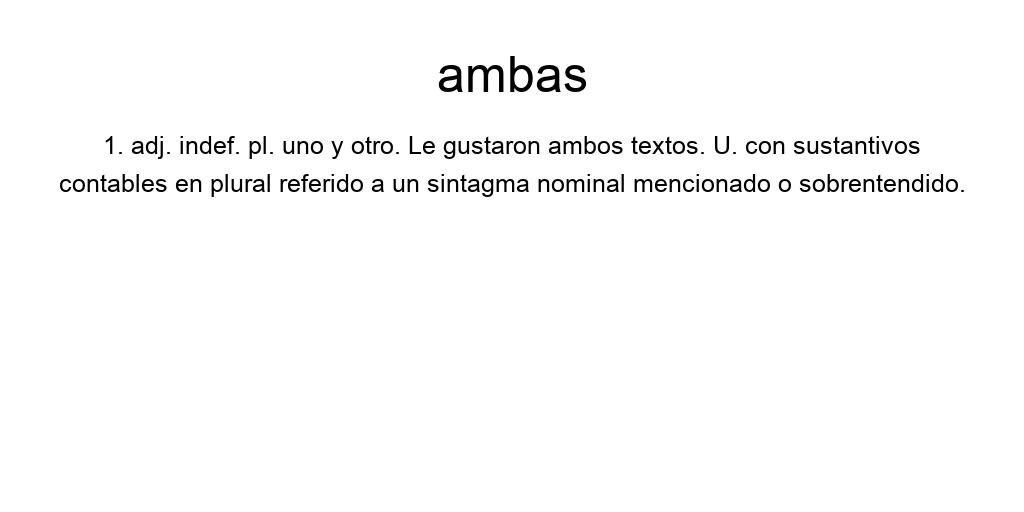 ambas
1. adj. indef. pl. uno y otro. Le gustaron ambos textos. U. con sustantivos
contables en plural referido a un sintagma nominal mencionado o sobrentendido.